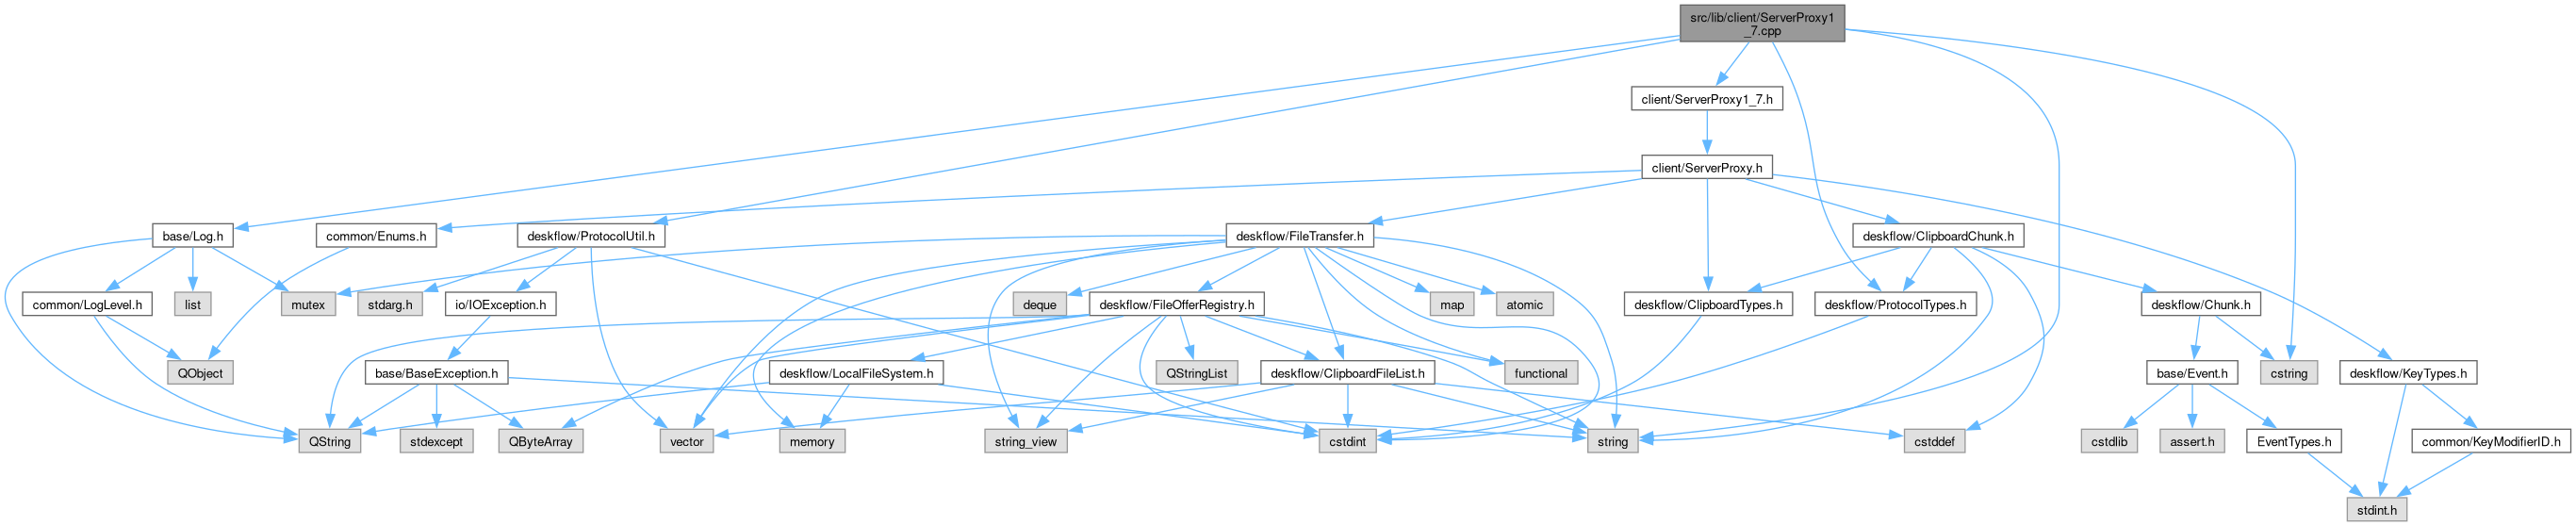 src/lib/client/ServerProxy1
_7.cpp
client/ServerProxy1_7.h
client/ServerProxy.h
base/Log.h
common/Enums.h
deskflow/ProtocolUtil.h
deskflow/FileTransfer.h
deskflow/ClipboardChunk.h
common/LogLevel.h
list
mutex
stdarg.h
io/IOException.h
deque
deskflow/FileOfferRegistry.h
map
atomic
deskflow/ClipboardTypes.h
deskflow/ProtocolTypes.h
deskflow/Chunk.h
QObject
base/BaseException.h
deskflow/LocalFileSystem.h
QStringList
deskflow/ClipboardFileList.h
functional
base/Event.h
cstring
deskflow/KeyTypes.h
QString
stdexcept
QByteArray
vector
memory
string_view
cstdint
string
cstddef
cstdlib
assert.h
EventTypes.h
common/KeyModifierID.h
stdint.h